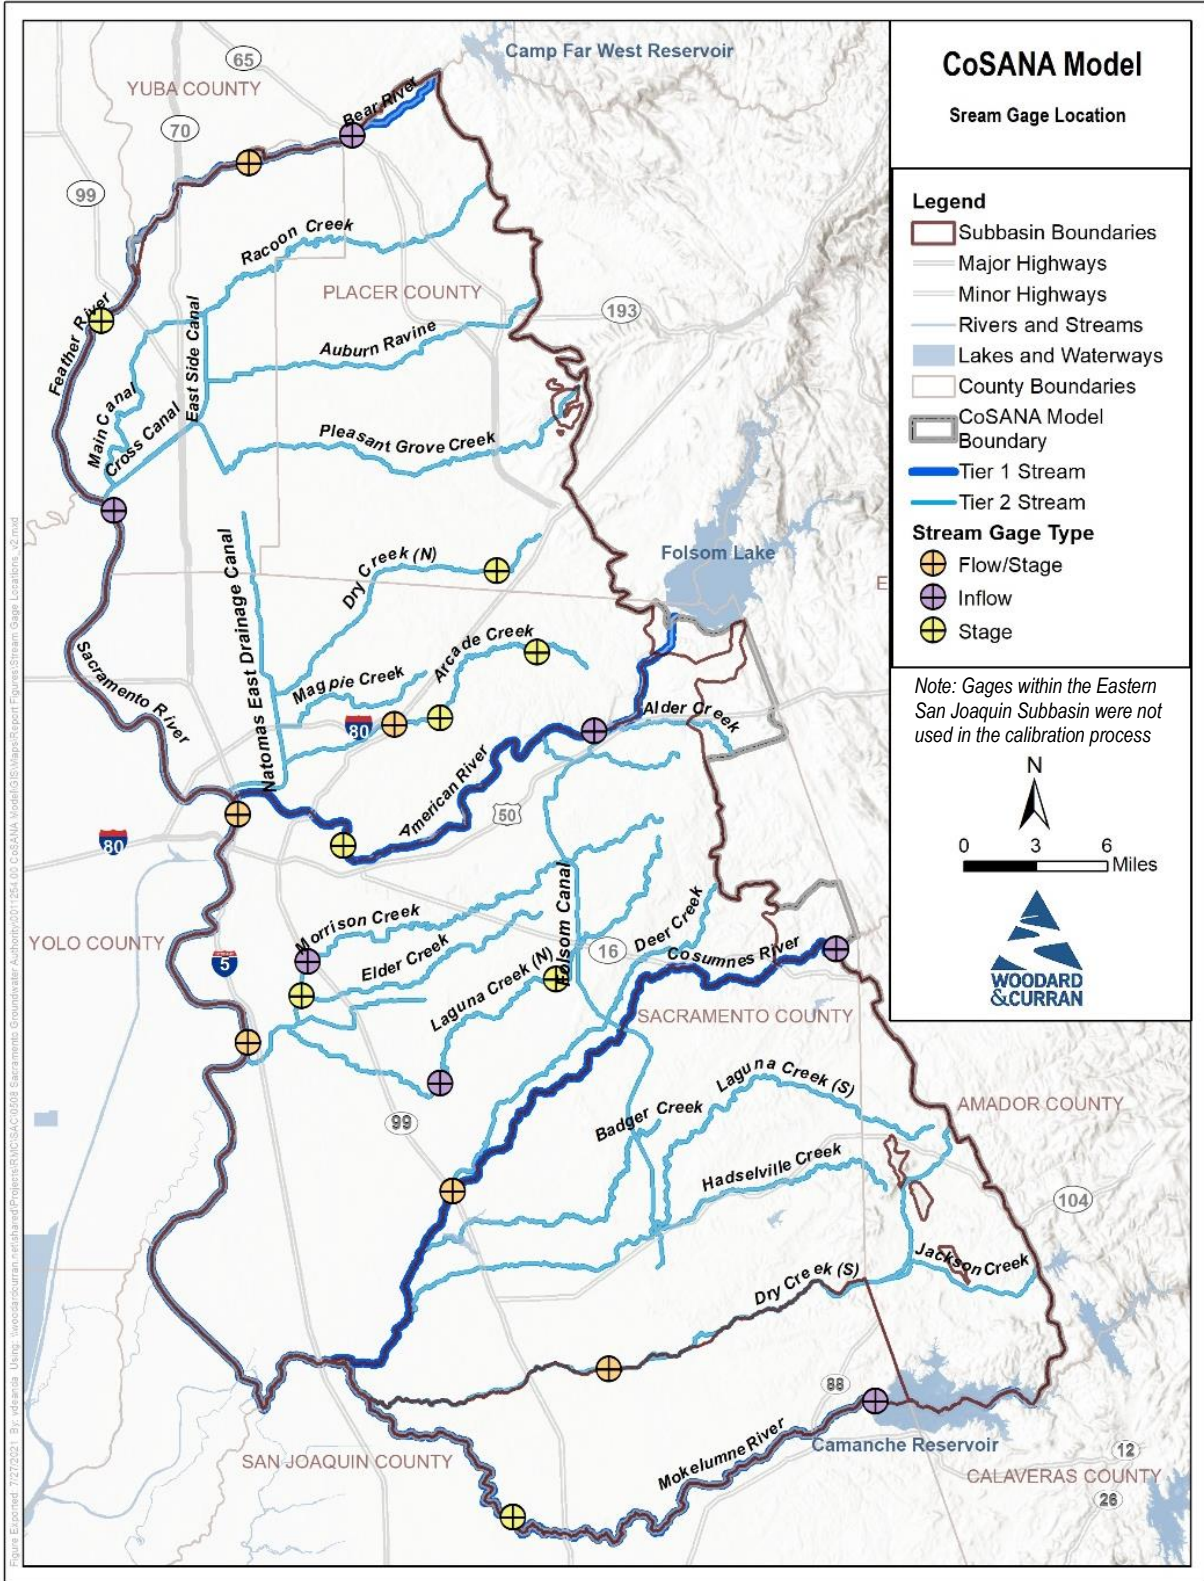 CoSANA Model
Sream Gage Location
Legend
Subbasin Boundaries
Major Highways
Minor Highways
Rivers and Streams
Lakes and Waterways
County Boundaries
CoSANA Model
Boundary
Tier 1 Stream
Tier 2 Stream
Stream Gage Type
Flow/Stage
Inflow
Stage
Note: Gages within the Eastern
San Joaquin Subbasin were not
used in the calibration process
N
0 3 6
Miles
WOODARD
&CURRAN
Camp Far West Reservoir
65
YUBA COUNTY
Bear River
70
99
Racoon Creek
PLACER COUNTY
193
Feather River
East Side Canal
Auburn Ravine
Main Canal
Cross Canal
Pleasant Grove Creek
Folsom Lake
E
Natomas East Drainage Canal
Dry Creek (N)
Arcade Creek
Magpie Creek
Sacramento River
80
Alder Creek
American River
50
80
Folsom Canal
Morrison Creek
Deer Creek
YOLO COUNTY
16
Elder Creek
Cosumnes River
5
Laguna Creek (N)
SACRAMENTO COUNTY
Laguna Creek (S)
AMADOR COUNTY
99
Badger Creek
Hadselville Creek
104
Jackson Creek
Dry Creek (S)
88
Camanche Reservoir
SAN JOAQUIN COUNTY
Mokelumne River
12
CALAVERAS COUNTY
26